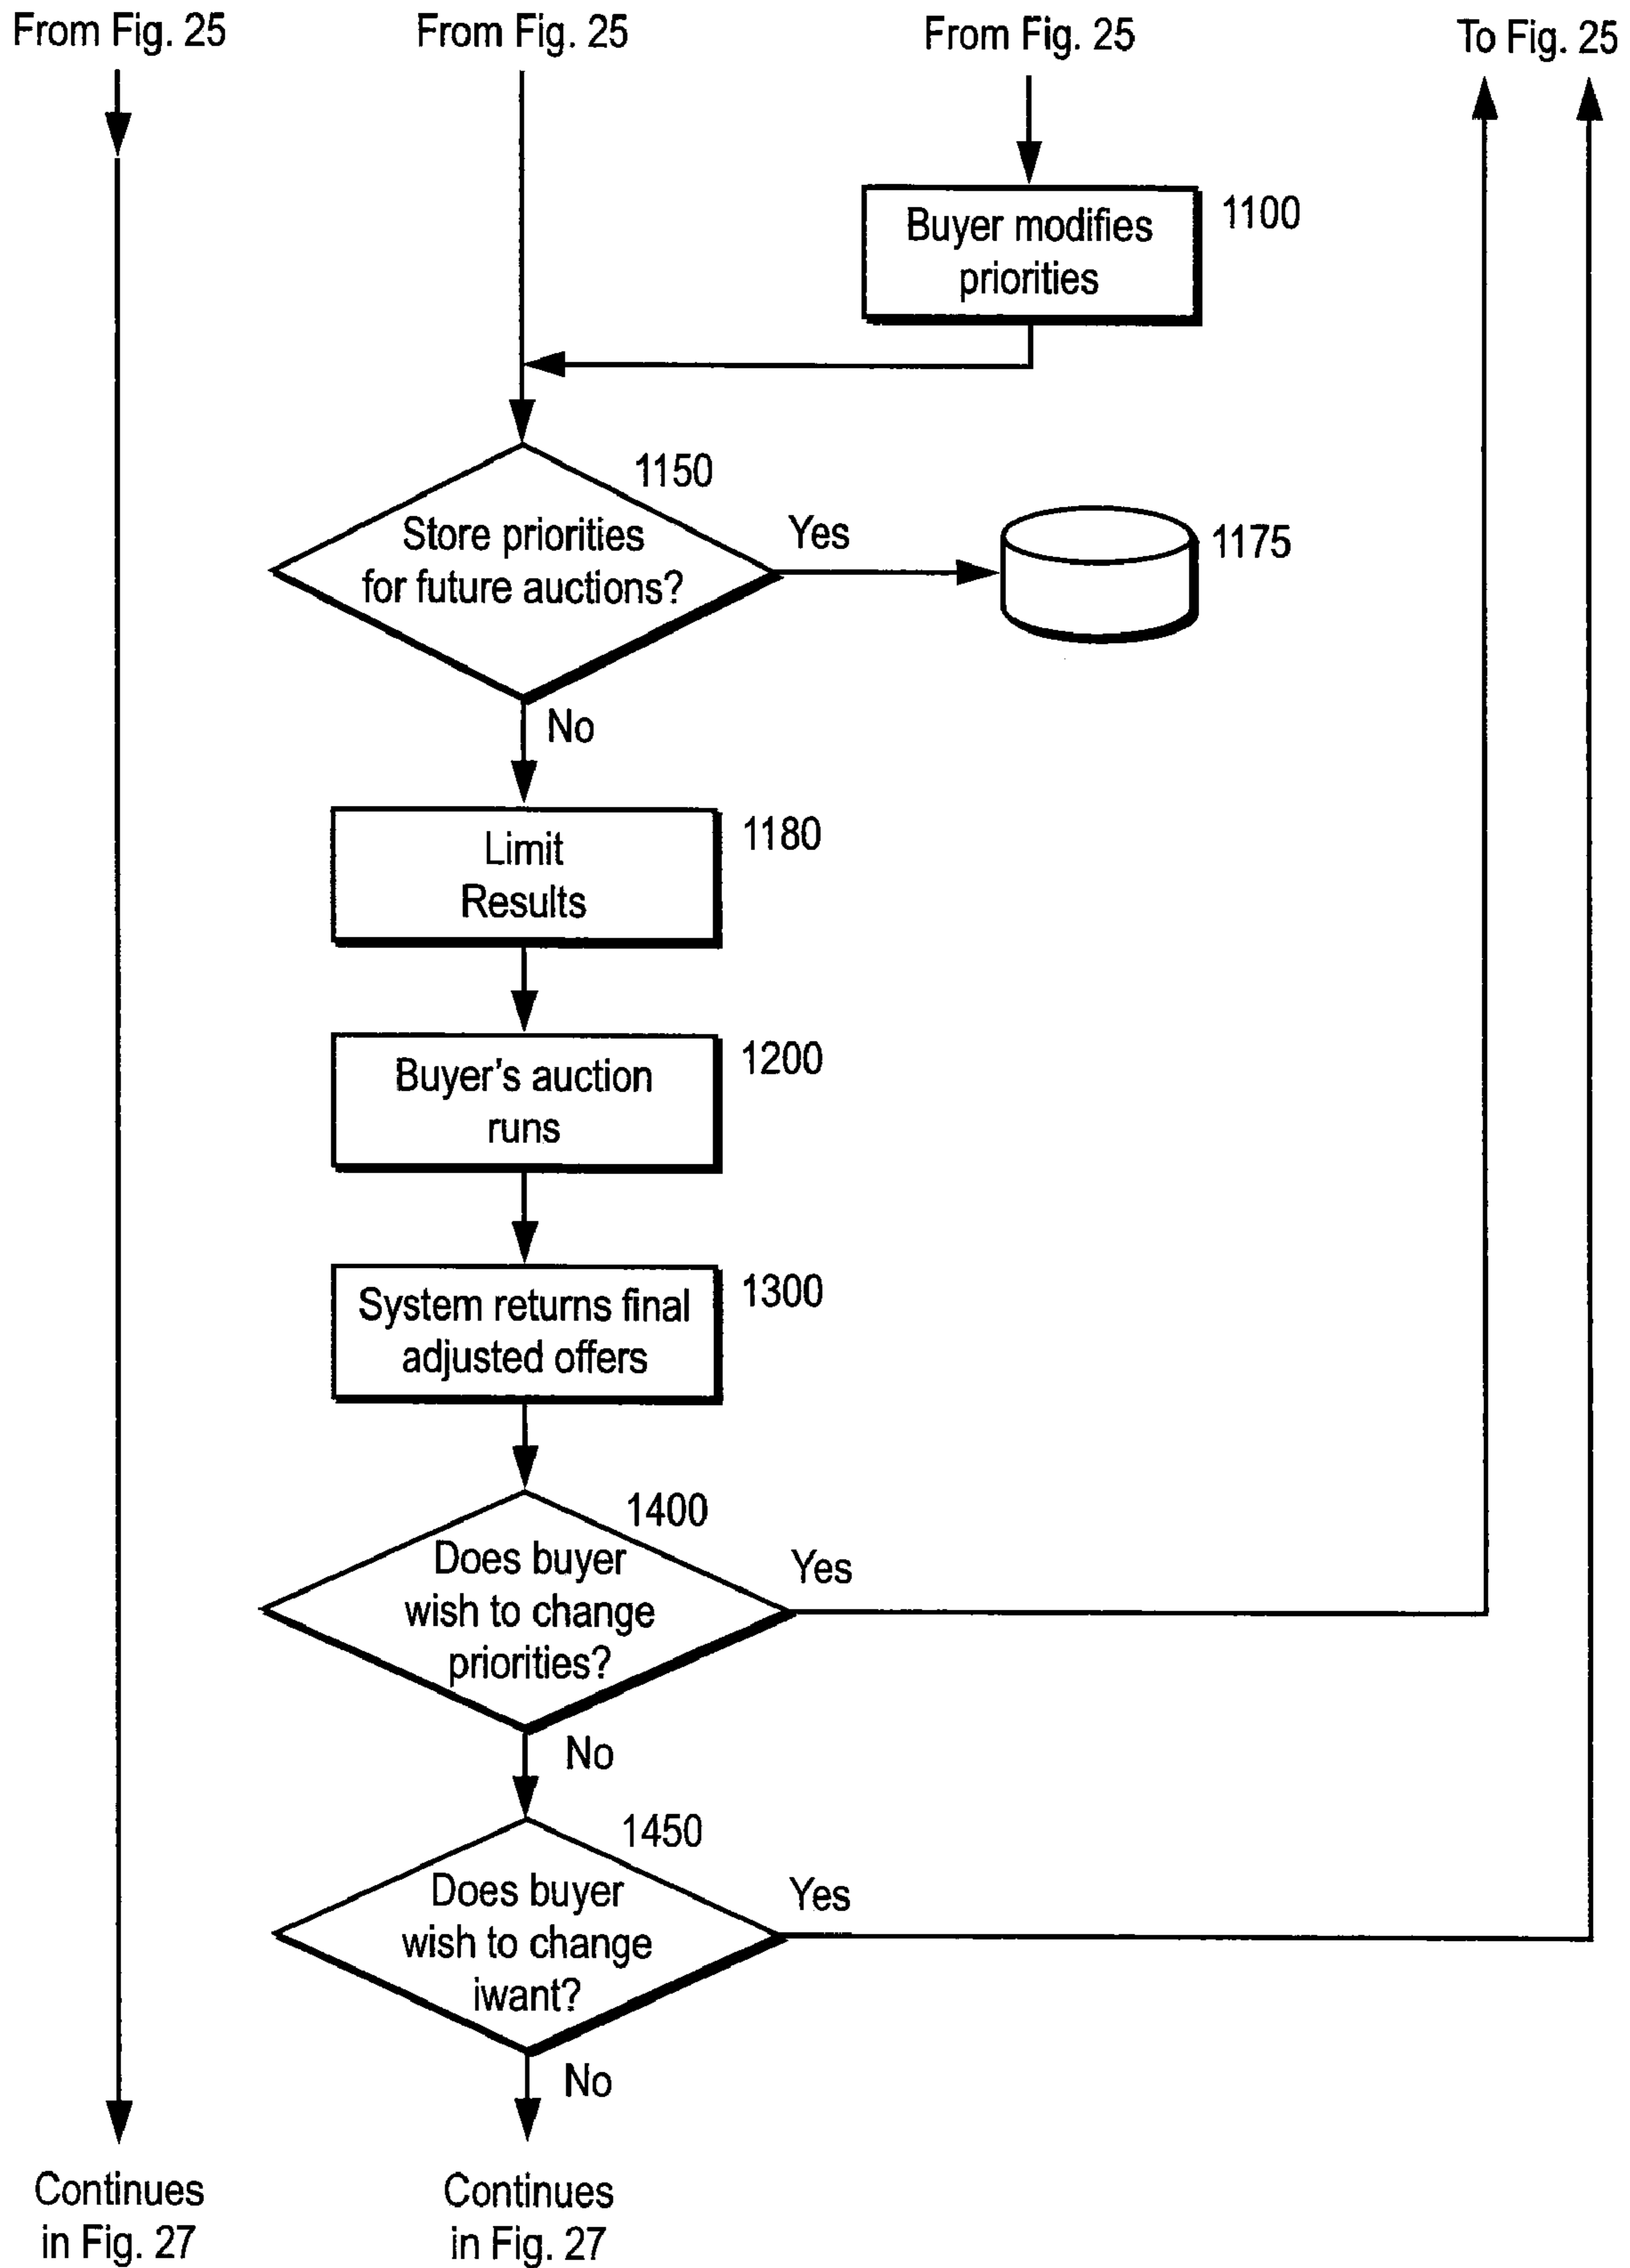 From Fig. 25
From Fig. 25
From Fig. 25
To Fig. 25
Buyer modifies
priorities
1100
1150
Store priorities
for future auctions?
Yes
1175
No
Limit
Results
1180
Buyer's auction
runs
1200
System returns final
adjusted offers
1300
1400
Does buyer
wish to change
priorities?
Yes
No
1450
Does buyer
wish to change
iwant?
Yes
No
Continues
in Fig. 27
Continues
in Fig. 27